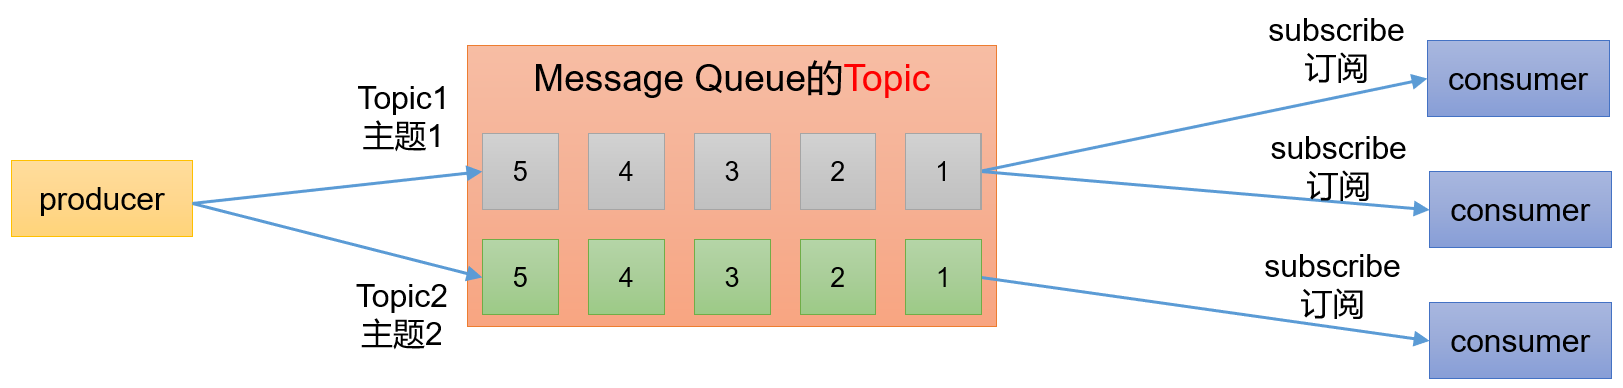 producer
Topic1
主题1
Topic2
主题2
Message Queue的Topic
5 4 3 2 1
5 4 3 2 1
subscribe
订阅
consumer
subscribe
订阅
consumer
subscribe
订阅
consumer